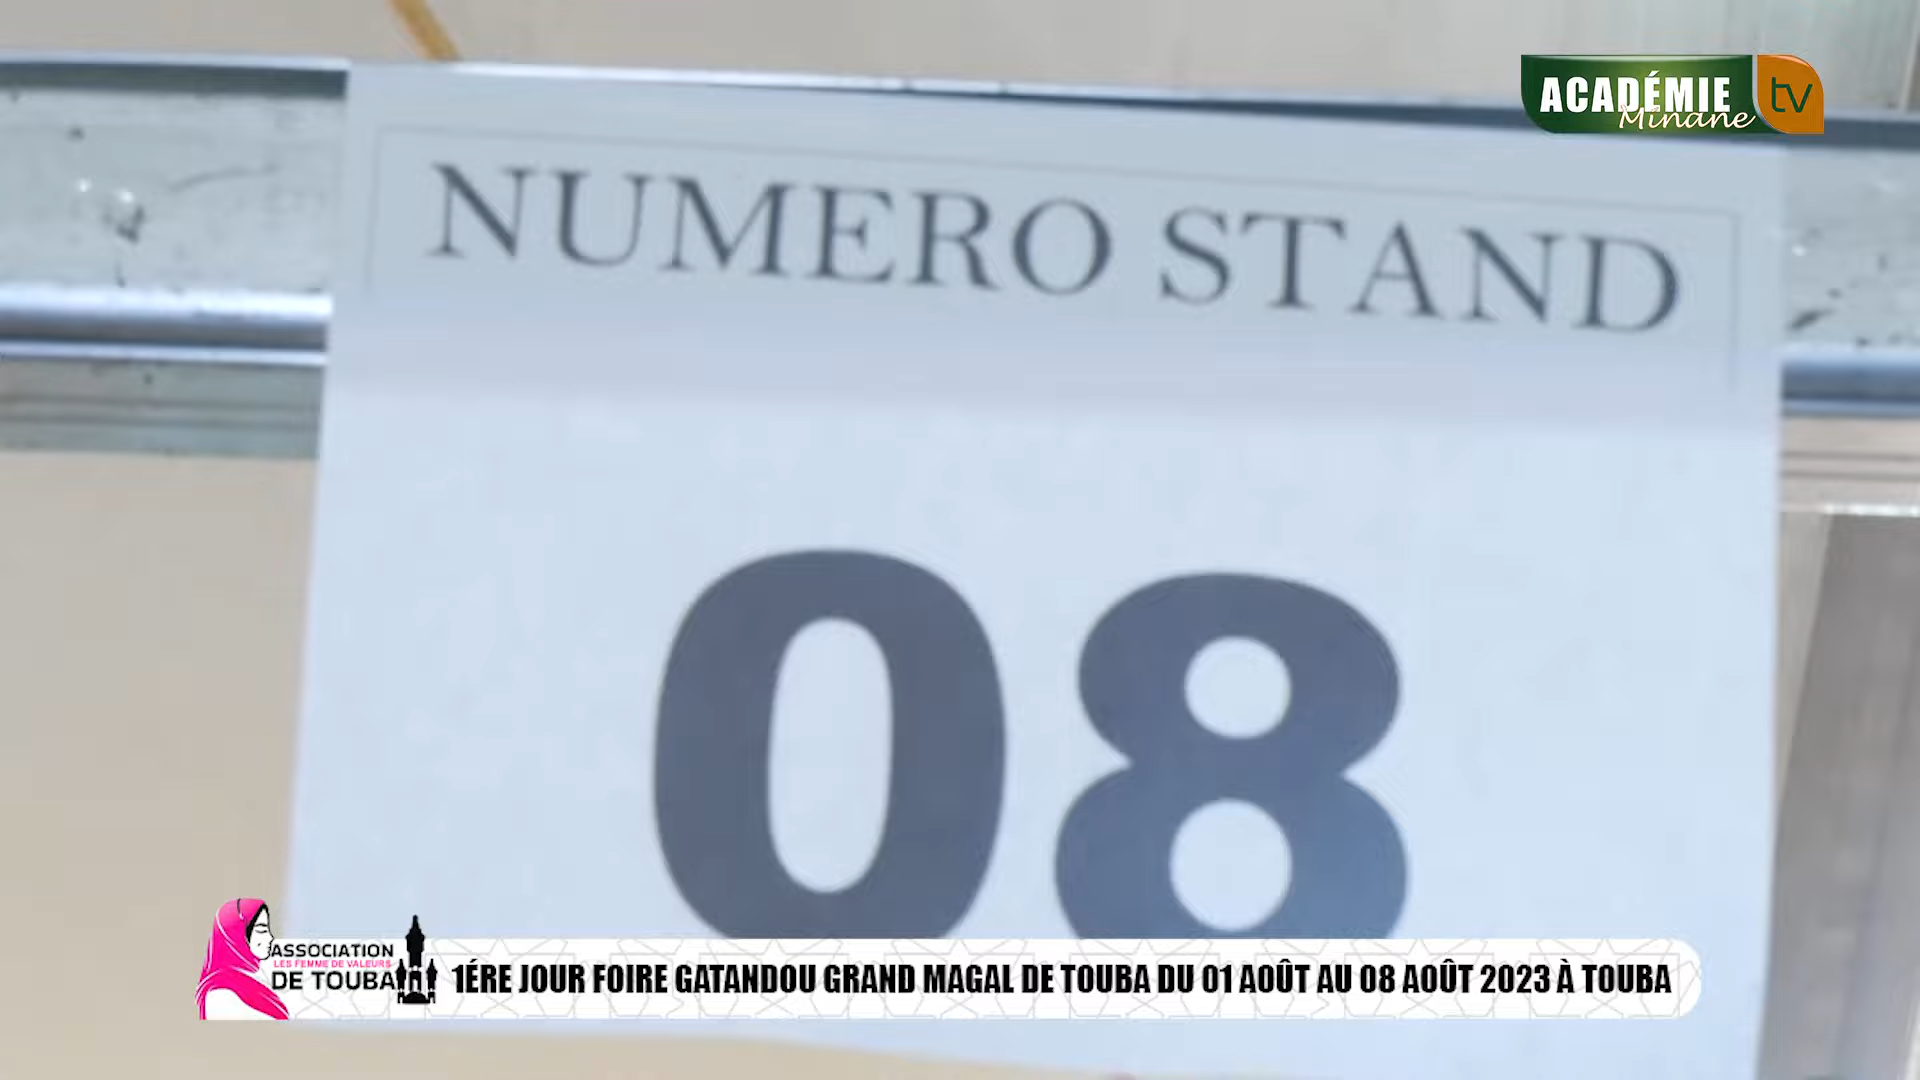 ACADÉMIE tv
Minane
NUMERO STAND
08
ASSOCIATION
LES FEMME DE VALEURS
DE TOUBA
1ÉRE JOUR FOIRE GATANDOU GRAND MAGAL DE TOUBA DU 01 AOÛT AU 08 AOÛT 2023 À TOUBA